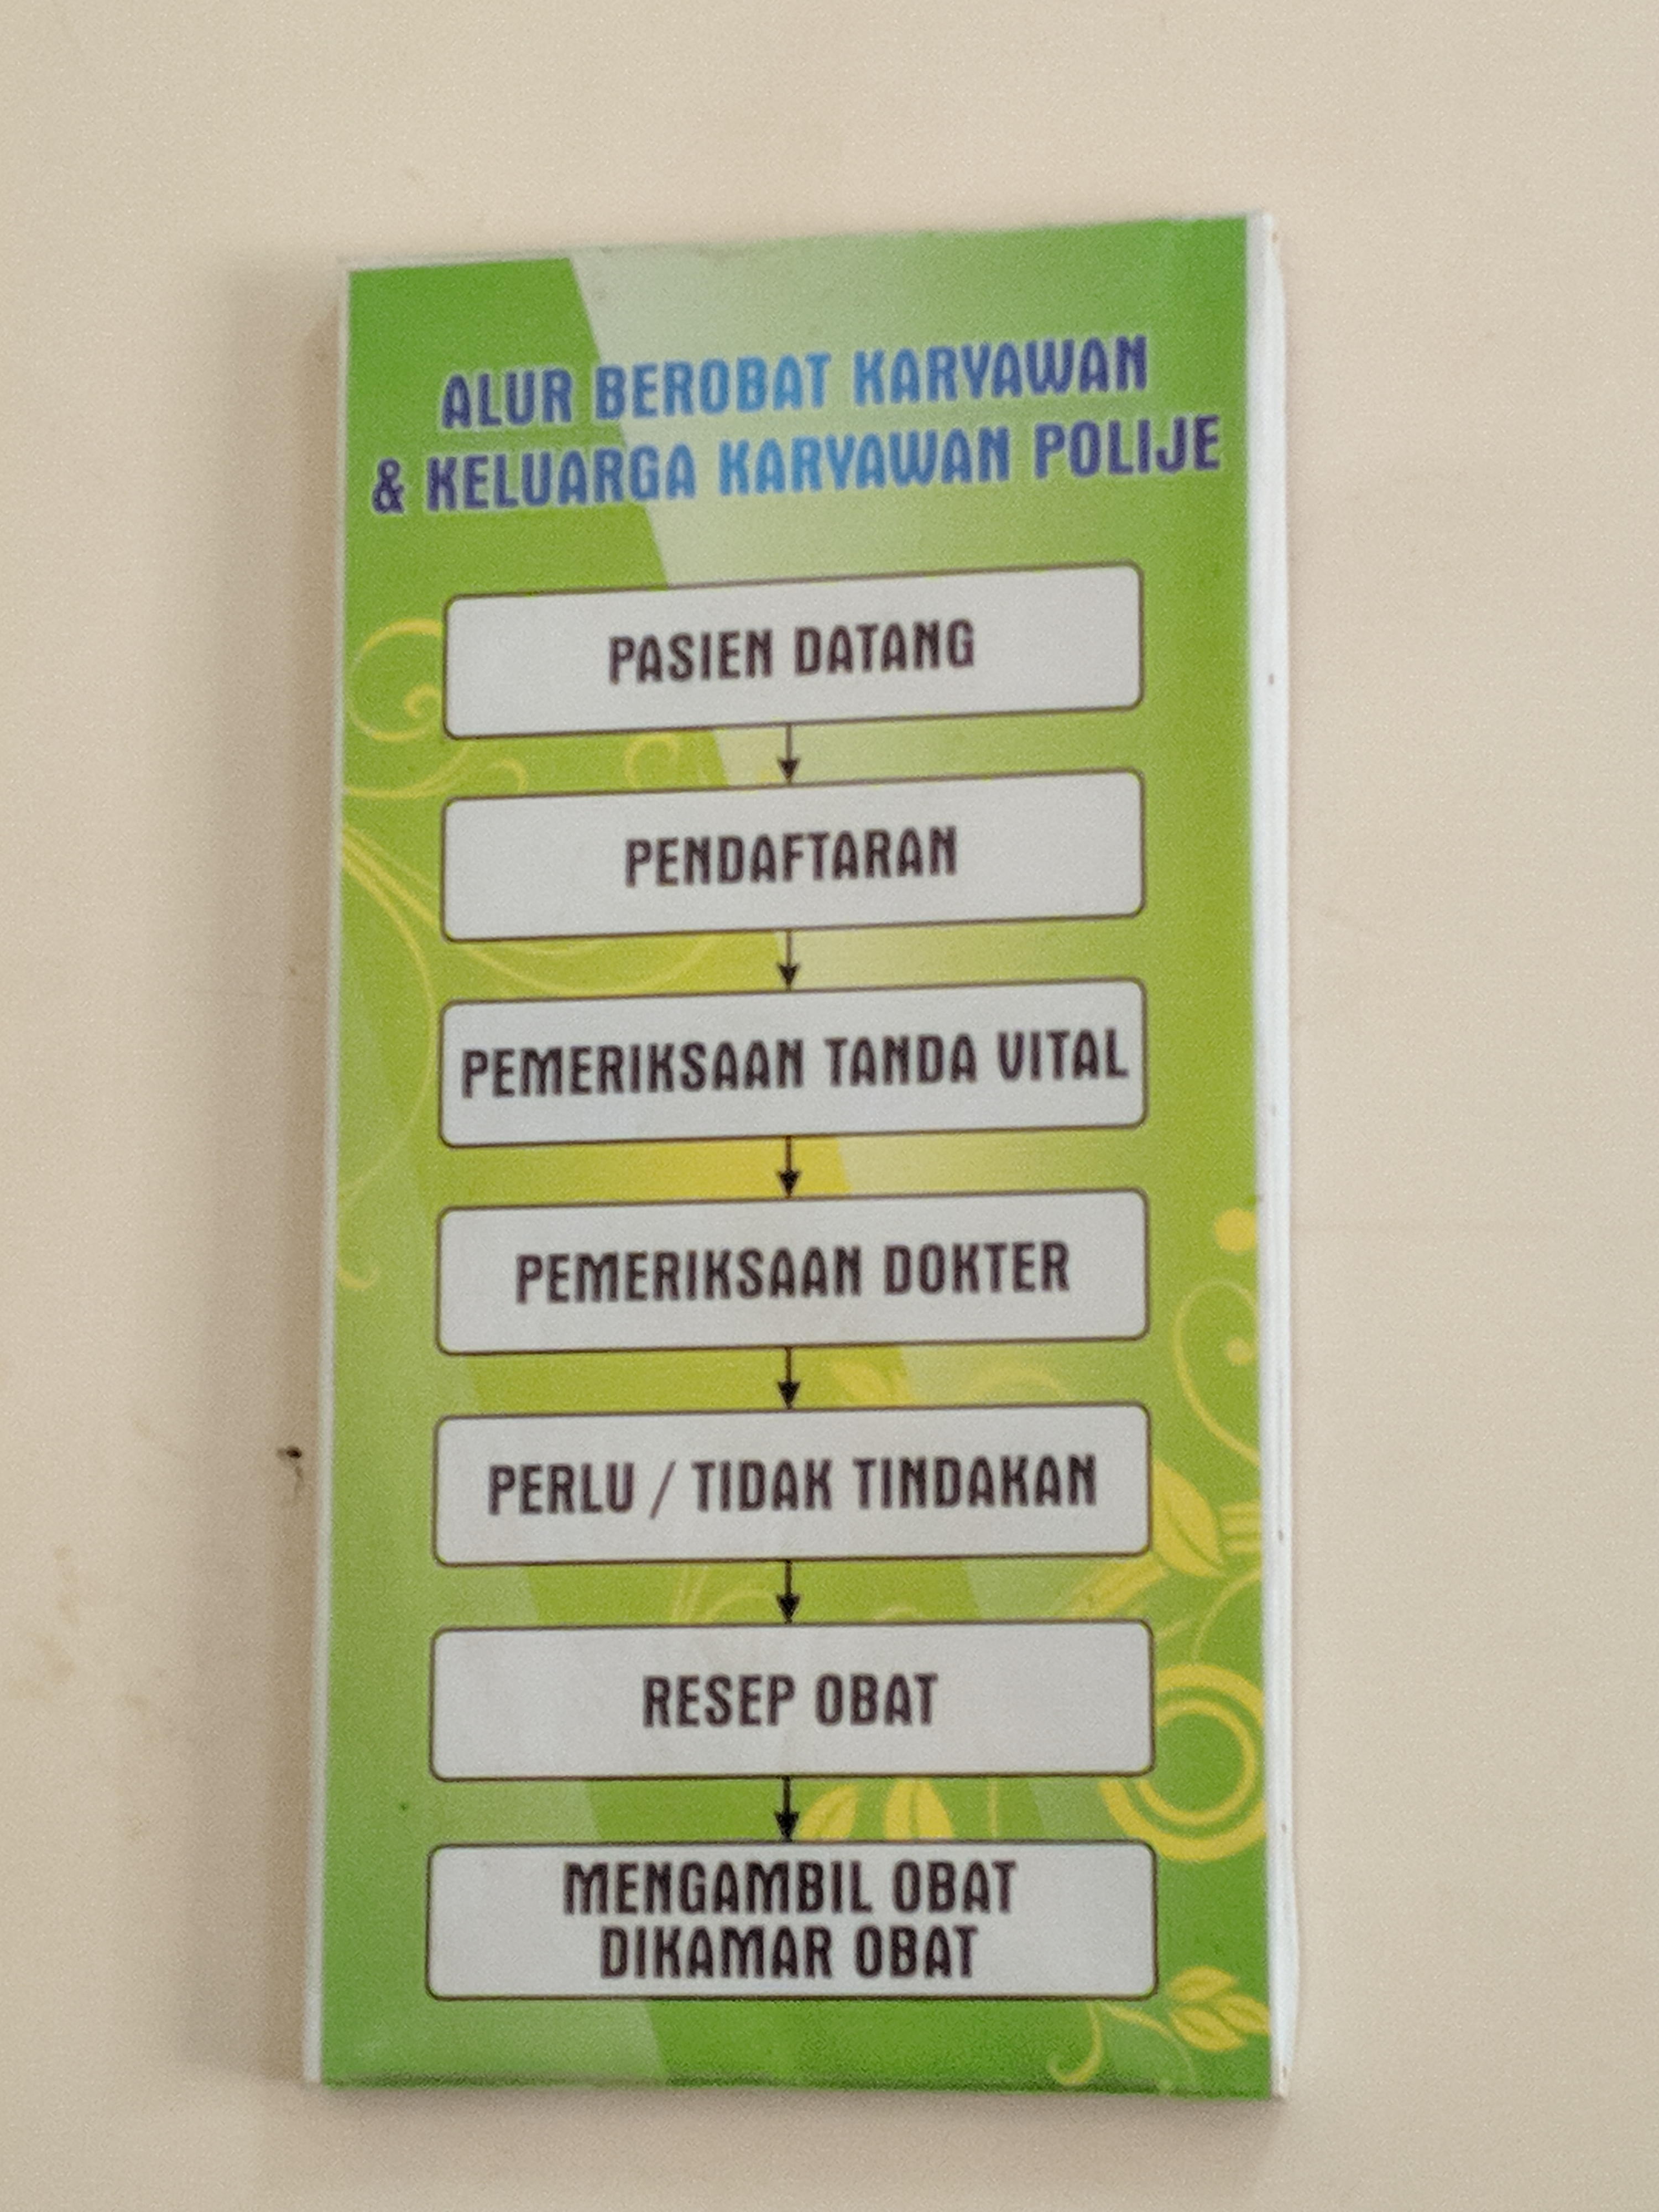 ALUR BEROBAT KARYAWAN
& KELUARGA KARYAWAN POLIJE
PASIEN DATANG
PENDAFTARAN
PEMERIKSAAN TANDA VITAL
PEMERIKSAAN DOKTER
PERLU / TIDAK TINDAKAN
RESEP OBAT
MENGAMBIL OBAT
DIKAMAR OBAT